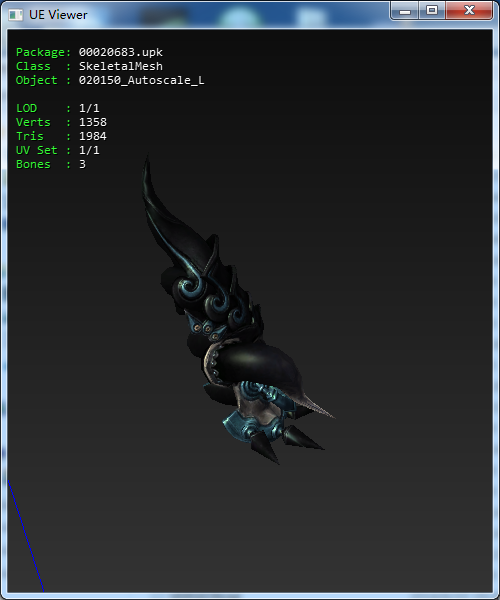 UE Viewer
Package: 00020683.upk
Class : SkeletalMesh
Object : 020150_Autoscale_L
LOD : 1/1
Verts : 1358
Tris : 1984
UV Set : 1/1
Bones : 3